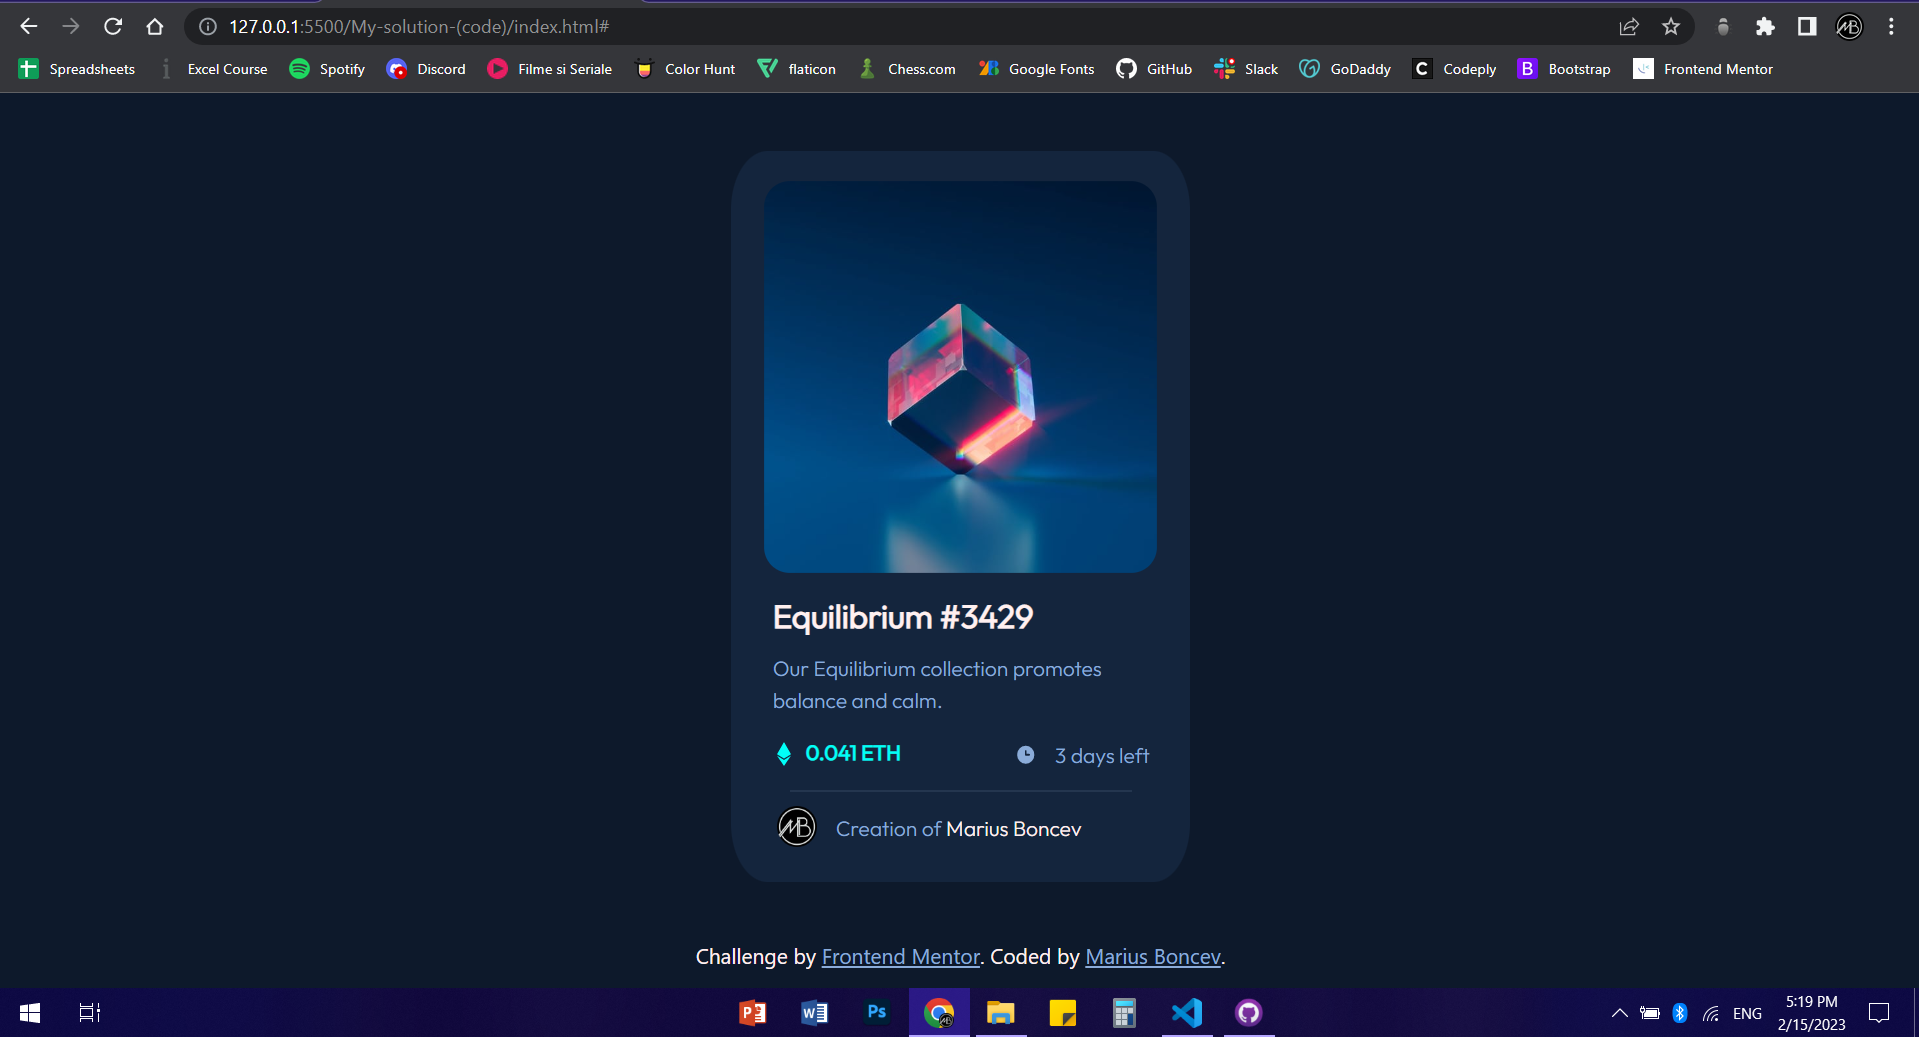 127.0.0.1:5500/My-solution-(code)/index.html#
MB
Spreadsheets Excel Course Spotify Discord Filme si Seriale Color Hunt flaticon Chess.com Google Fonts GitHub Slack GoDaddy C Codeply B Bootstrap Frontend Mentor
Equilibrium #3429
Our Equilibrium collection promotes
balance and calm.
0.041 ETH 3 days left
MB Creation of Marius Boncev
Challenge by Frontend Mentor. Coded by Marius Boncev.
P W Ps ENG 5:19 PM
2/15/2023